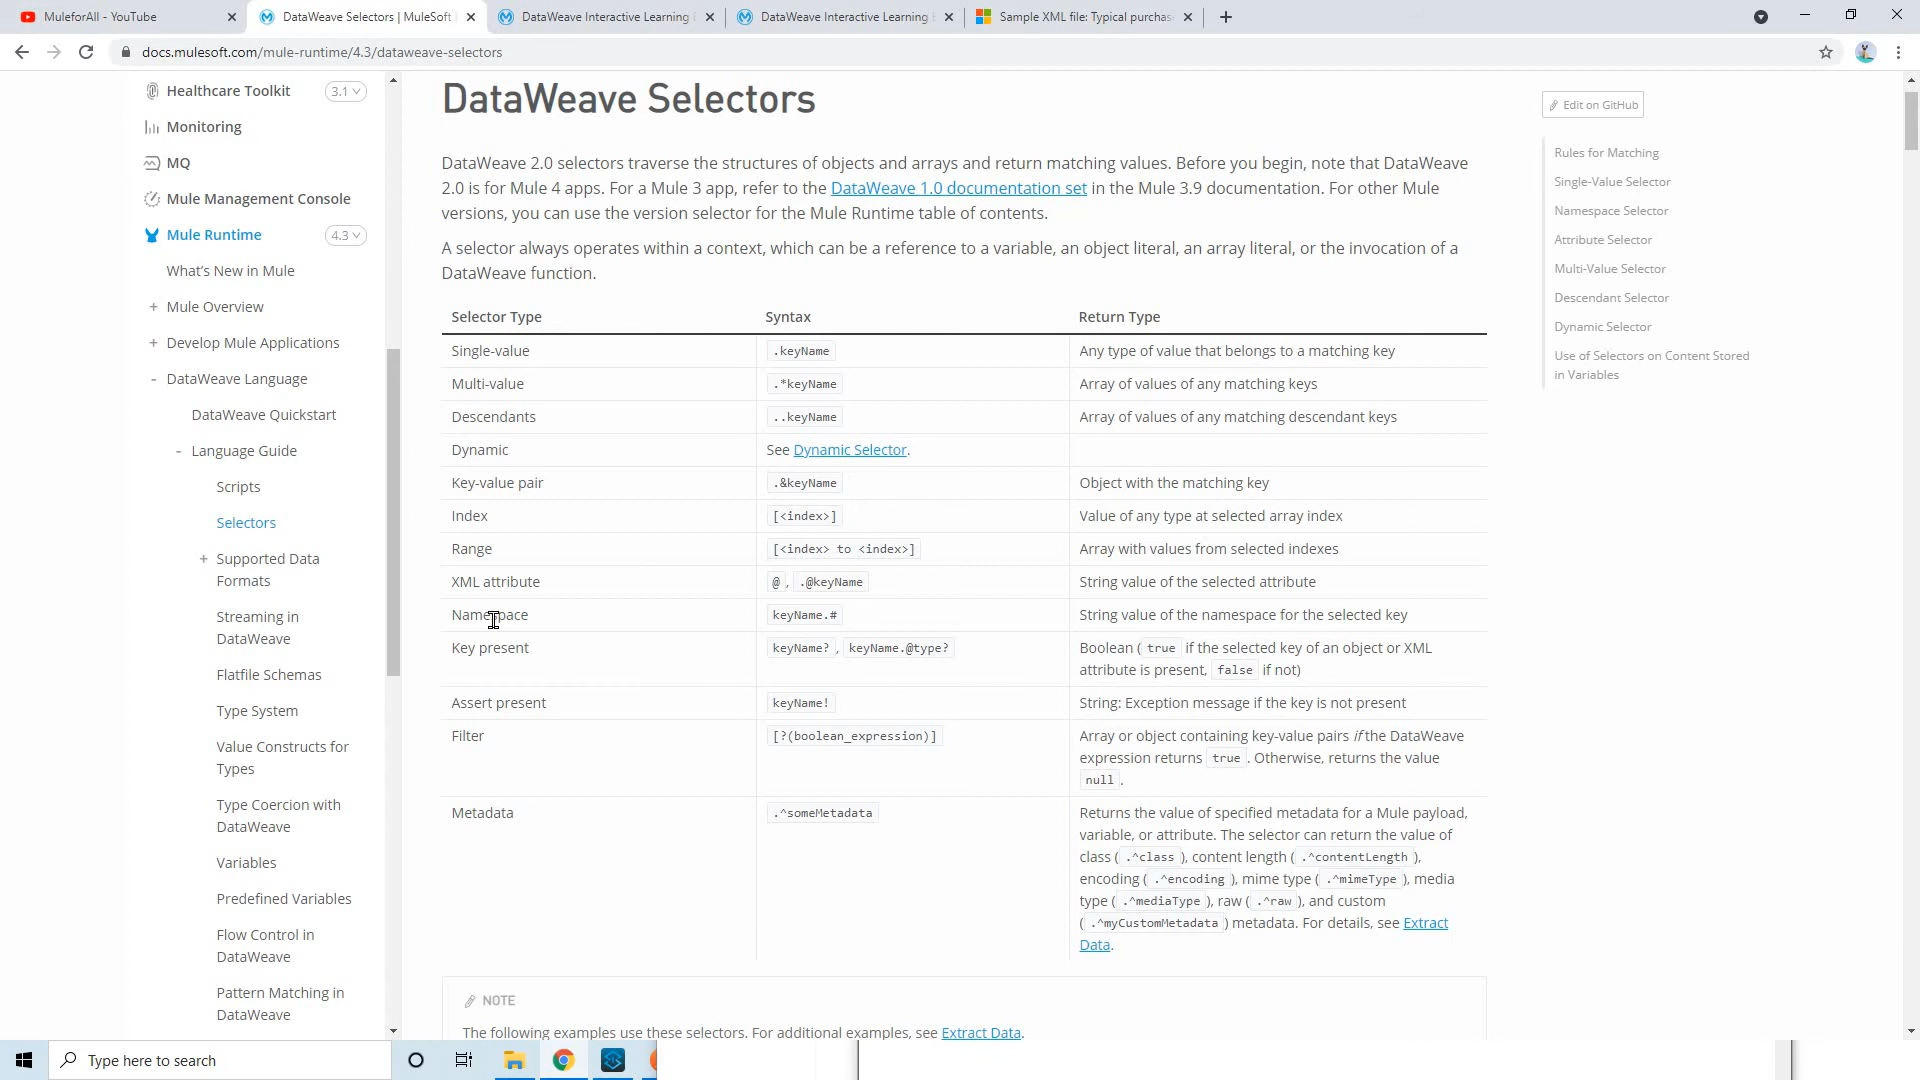 MuleforAll - YouTube
DataWeave Selectors | MuleSoft
DataWeave Interactive Learning
DataWeave Interactive Learning
Sample XML file: Typical purchas
docs.mulesoft.com/mule-runtime/4.3/dataweave-selectors
Healthcare Toolkit 3.1
Monitoring
MQ
Mule Management Console
Mule Runtime 4.3
What's New in Mule
+ Mule Overview
+ Develop Mule Applications
- DataWeave Language
DataWeave Quickstart
- Language Guide
Scripts
Selectors
+ Supported Data
Formats
Streaming in
DataWeave
Flatfile Schemas
Type System
Value Constructs for
Types
Type Coercion with
DataWeave
Variables
Predefined Variables
Flow Control in
DataWeave
Pattern Matching in
DataWeave
DataWeave Selectors
DataWeave 2.0 selectors traverse the structures of objects and arrays and return matching values. Before you begin, note that DataWeave
2.0 is for Mule 4 apps. For a Mule 3 app, refer to the DataWeave 1.0 documentation set in the Mule 3.9 documentation. For other Mule
versions, you can use the version selector for the Mule Runtime table of contents.
A selector always operates within a context, which can be a reference to a variable, an object literal, an array literal, or the invocation of a
DataWeave function.
Selector Type Syntax Return Type
Single-value .keyName Any type of value that belongs to a matching key
Multi-value .*keyName Array of values of any matching keys
Descendants ..keyName Array of values of any matching descendant keys
Dynamic See Dynamic Selector.
Key-value pair .&keyName Object with the matching key
Index [<index>] Value of any type at selected array index
Range [<index> to <index>] Array with values from selected indexes
XML attribute @, .@keyName String value of the selected attribute
Namespace keyName.# String value of the namespace for the selected key
Key present keyName?, keyName.@type? Boolean (true if the selected key of an object or XML
attribute is present, false if not)
Assert present keyName! String: Exception message if the key is not present
Filter [?(boolean_expression)] Array or object containing key-value pairs if the DataWeave
expression returns true. Otherwise, returns the value
null.
Metadata .^someMetadata Returns the value of specified metadata for a Mule payload,
variable, or attribute. The selector can return the value of
class (.^class), content length (.^contentLength),
encoding (.^encoding), mime type (.^mimeType), media
type (.^mediaType), raw (.^raw), and custom
(.^myCustomMetadata) metadata. For details, see Extract
Data.
NOTE
The following examples use these selectors. For additional examples, see Extract Data.
Edit on GitHub
Rules for Matching
Single-Value Selector
Namespace Selector
Attribute Selector
Multi-Value Selector
Descendant Selector
Dynamic Selector
Use of Selectors on Content Stored
in Variables
Type here to search